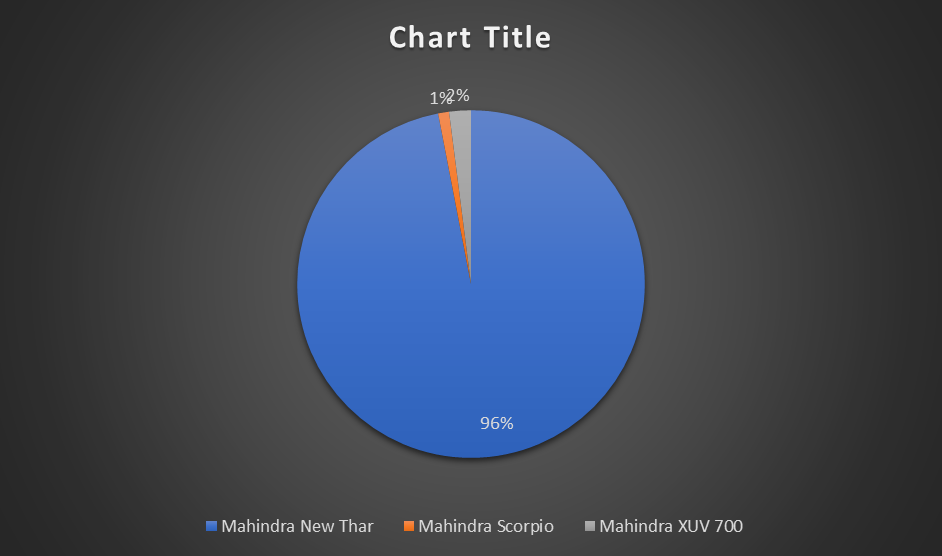 Chart Title
1%
2%
96%
Mahindra New Thar
Mahindra Scorpio
Mahindra XUV 700